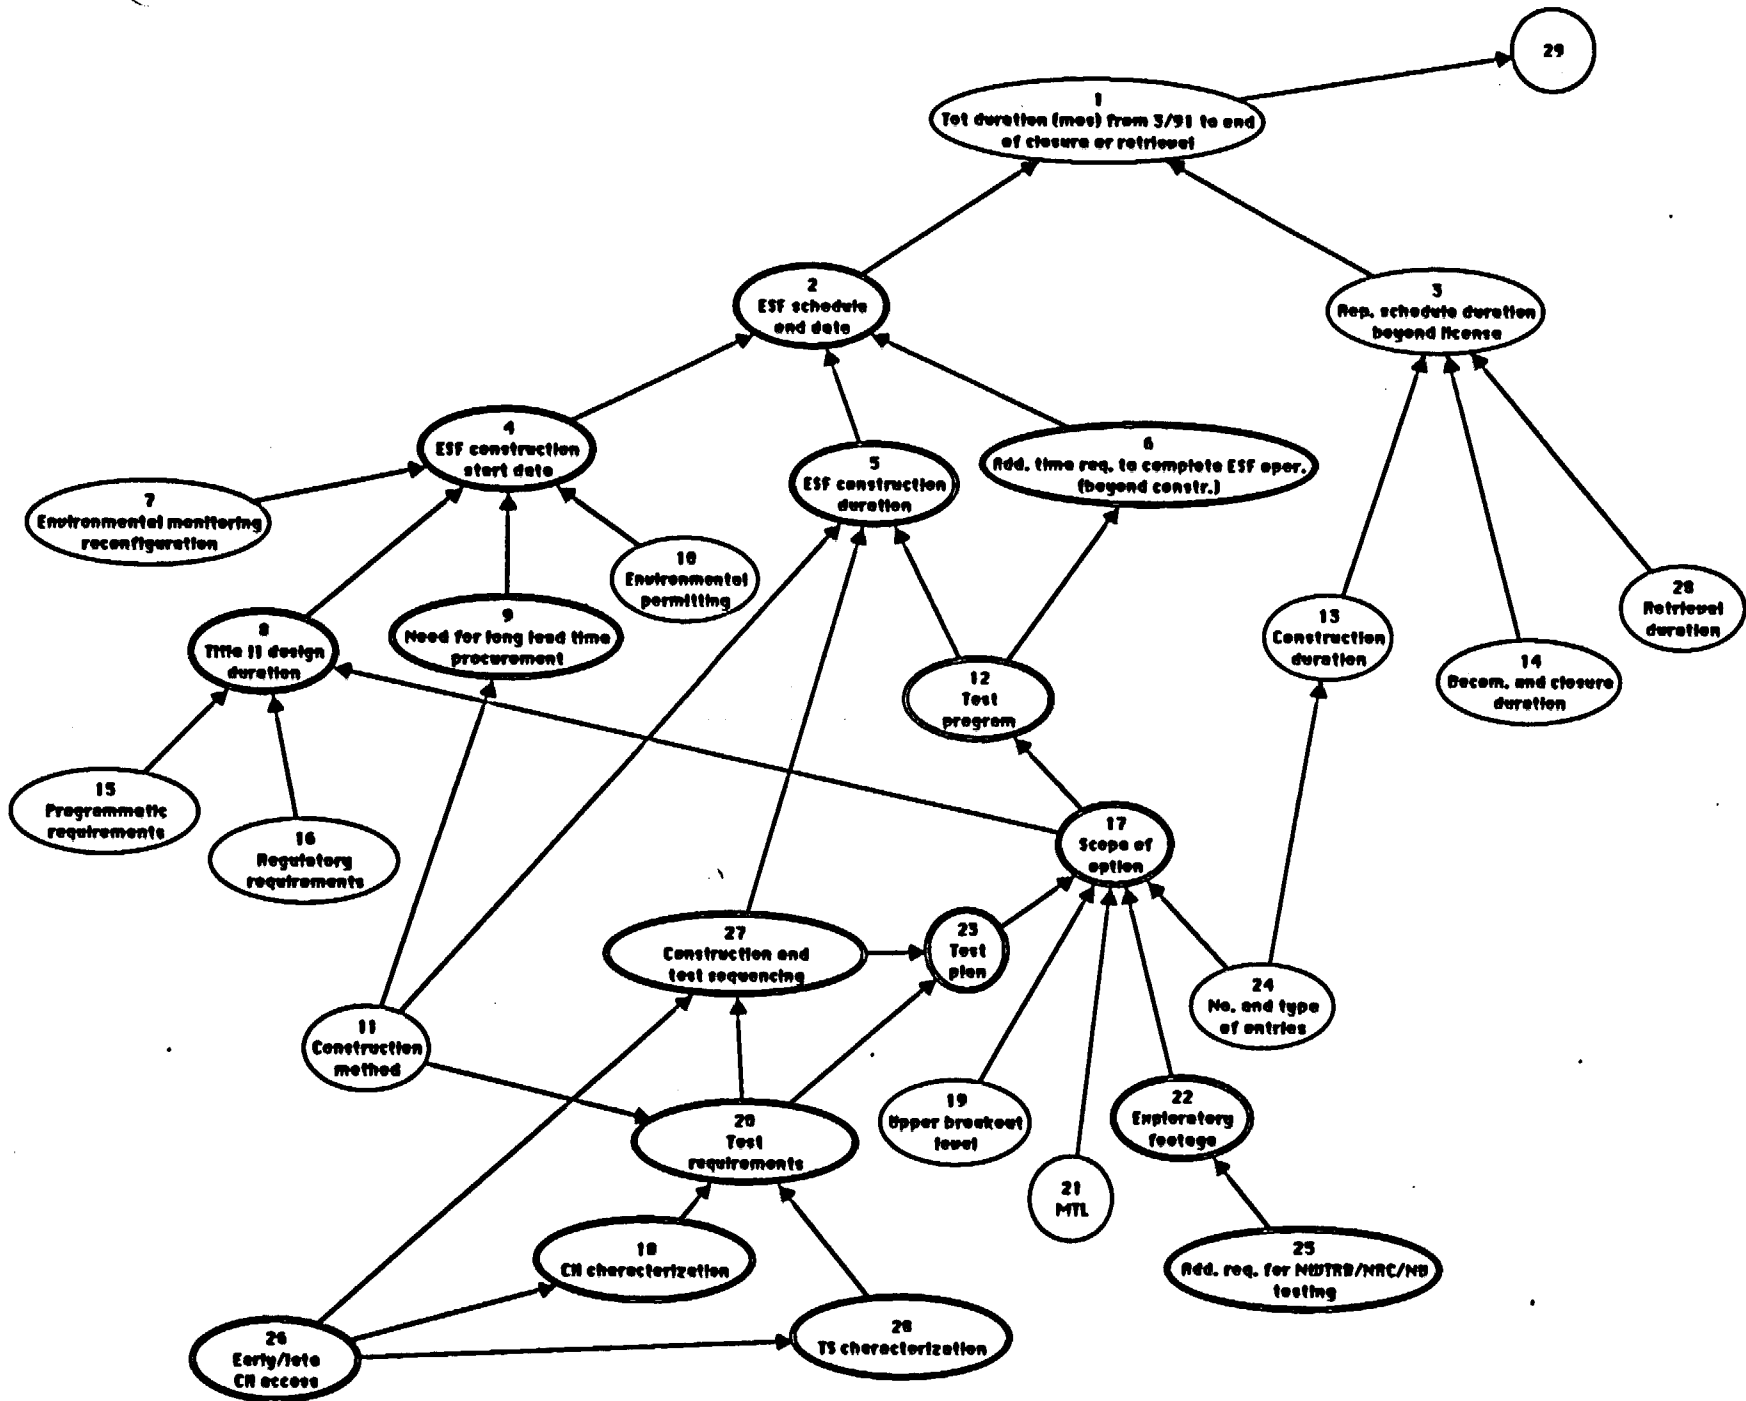 29
1
Tot duration (mos) from 3/91 to end
of closure or retrieval
2
ESF schedule
end date
3
Rep. schedule duration
beyond license
4
ESF construction
start date
5
ESF construction
duration
6
Add. time req. to complete ESF oper.
(beyond constr.)
7
Environmental monitoring
reconfiguration
10
Environmental
permitting
8
Title II design
duration
9
Need for long lead time
procurement
13
Construction
duration
28
Retrieval
duration
14
Decom. and closure
duration
12
Test
program
15
Programmatic
requirements
16
Regulatory
requirements
17
Scope of
option
27
Construction and
test sequencing
23
Test
plan
24
No. and type
of entries
11
Construction
method
19
Upper breakout
level
22
Exploratory
footage
20
Test
requirements
21
MTL
18
CH characterization
25
Add. req. for NWTRB/NRC/NV
testing
26
Early/late
CH access
28
TS characterization